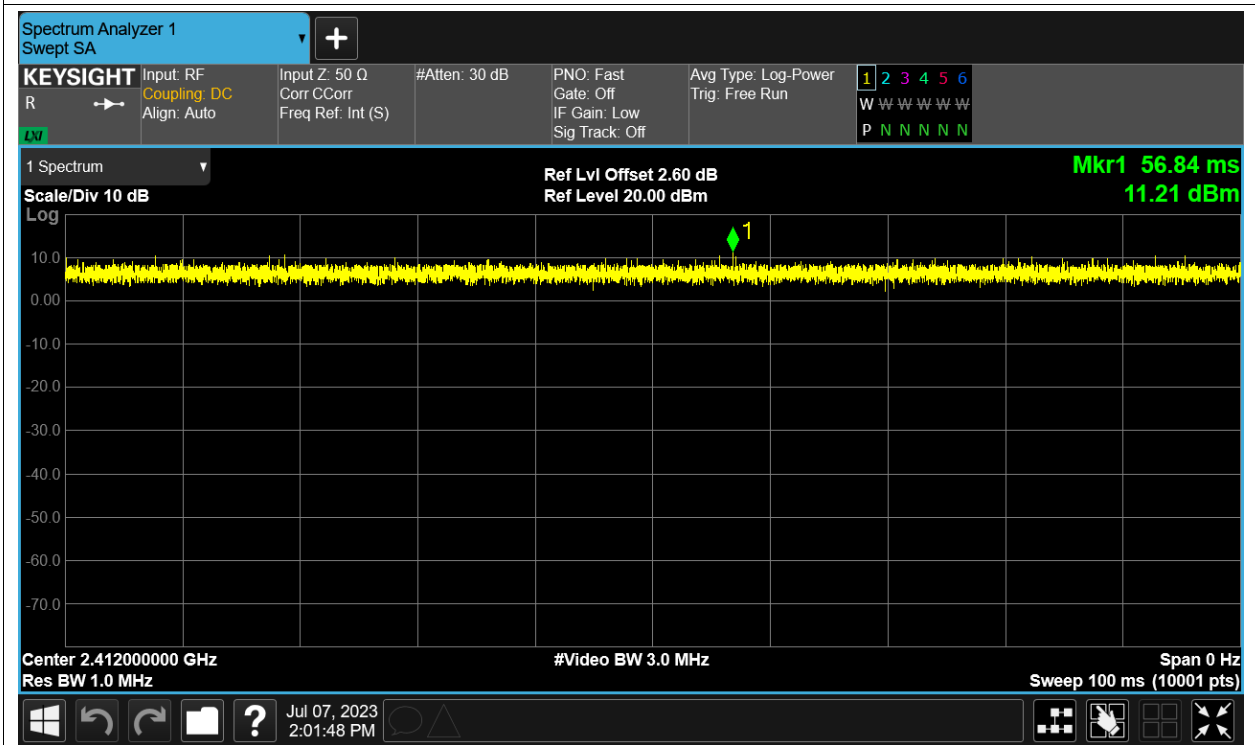 Spectrum Analyzer 1
Swept SA
+
KEYSIGHT
R
LXI
Input: RF
Coupling: DC
Align: Auto
Input Z: 50 Ω
Corr CCorr
Freq Ref: Int (S)
#Atten: 30 dB
PNO: Fast
Gate: Off
IF Gain: Low
Sig Track: Off
Avg Type: Log-Power
Trig: Free Run
1 2 3 4 5 6
W W W W W W
P N N N N N
1 Spectrum
Scale/Div 10 dB
Ref Lvl Offset 2.60 dB
Ref Level 20.00 dBm
Mkr1 56.84 ms
11.21 dBm
Log
1
10.0
0.00
-10.0
-20.0
-30.0
-40.0
-50.0
-60.0
-70.0
Center 2.412000000 GHz
Res BW 1.0 MHz
#Video BW 3.0 MHz
Span 0 Hz
Sweep 100 ms (10001 pts)
?
Jul 07, 2023
2:01:48 PM